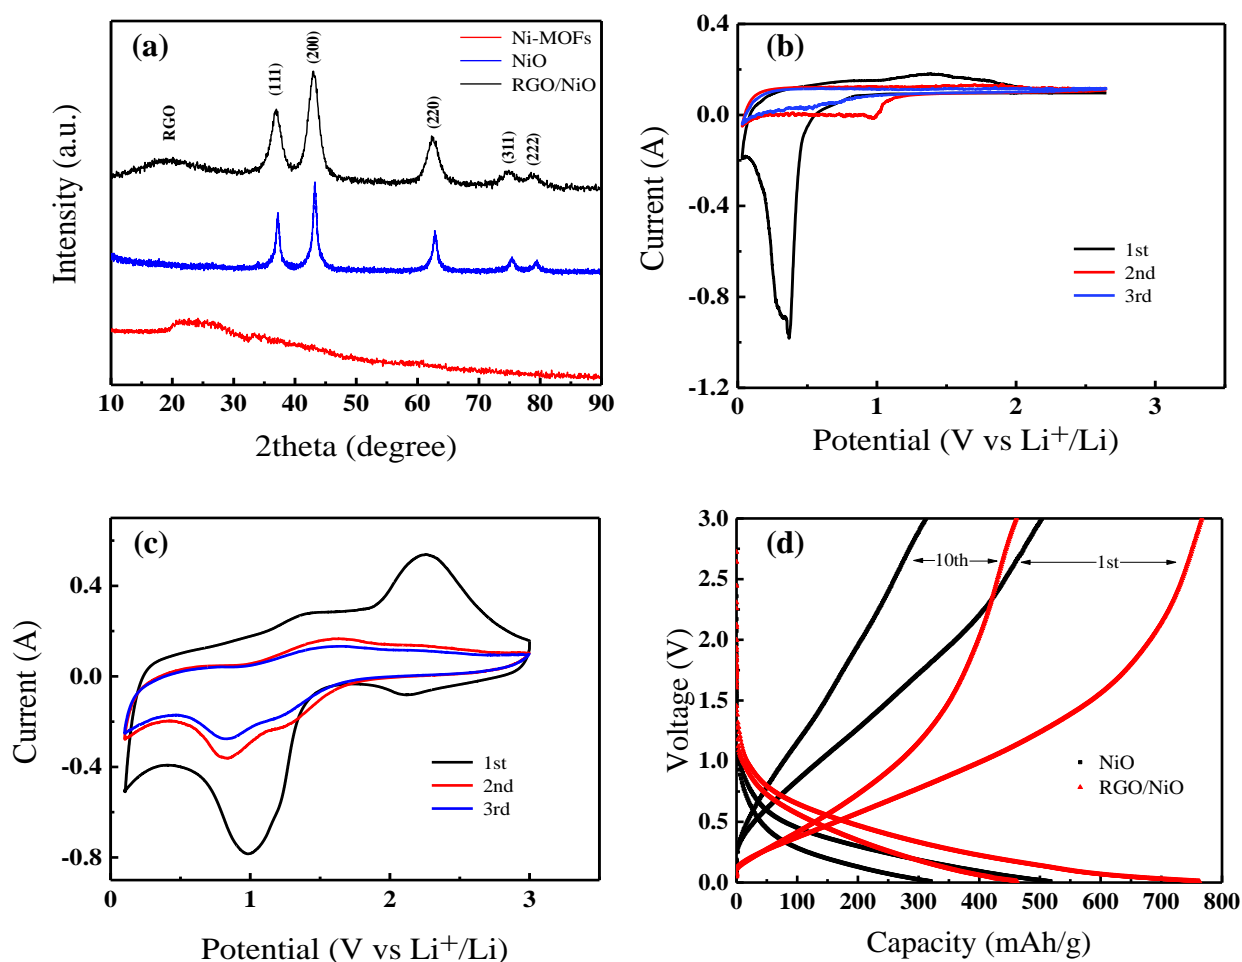 (a)
Ni-MOFs
NiO
RGO/NiO
RGO
(111)
(200)
(220)
(311)
(222)
Intensity (a.u.)
10 20 30 40 50 60 70 80 90
2theta (degree)
(b)
0.4
0.0
-0.4
-0.8
-1.2
Current (A)
1st
2nd
3rd
0 1 2 3
Potential (V vs Li⁺/Li)
(c)
0.4
0.0
-0.4
-0.8
Current (A)
1st
2nd
3rd
0 1 2 3
Potential (V vs Li⁺/Li)
(d)
3.0
2.5
2.0
1.5
1.0
0.5
0.0
Voltage (V)
10th
1st
NiO
RGO/NiO
0 100 200 300 400 500 600 700 800
Capacity (mAh/g)